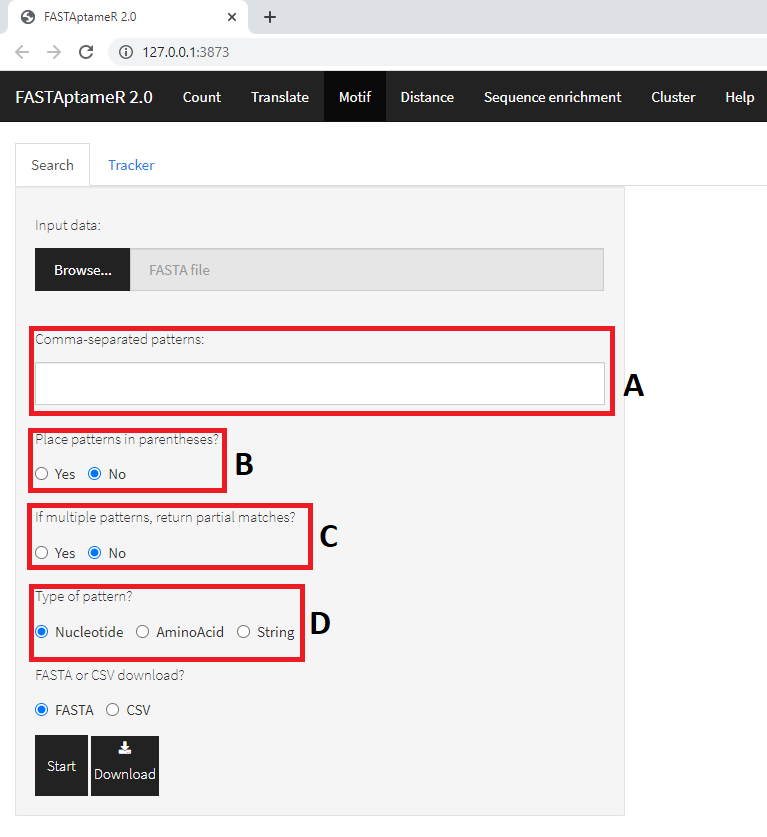 FASTAptameR 2.0
127.0.0.1:3873
FASTAptameR 2.0 Count Translate Motif Distance Sequence enrichment Cluster Help
Search Tracker
Input data:
Browse... FASTA file
Comma-separated patterns:
A
Place patterns in parentheses?
B
Yes No
If multiple patterns, return partial matches?
C
Yes No
Type of pattern?
D
Nucleotide AminoAcid String
FASTA or CSV download?
FASTA CSV
Start Download